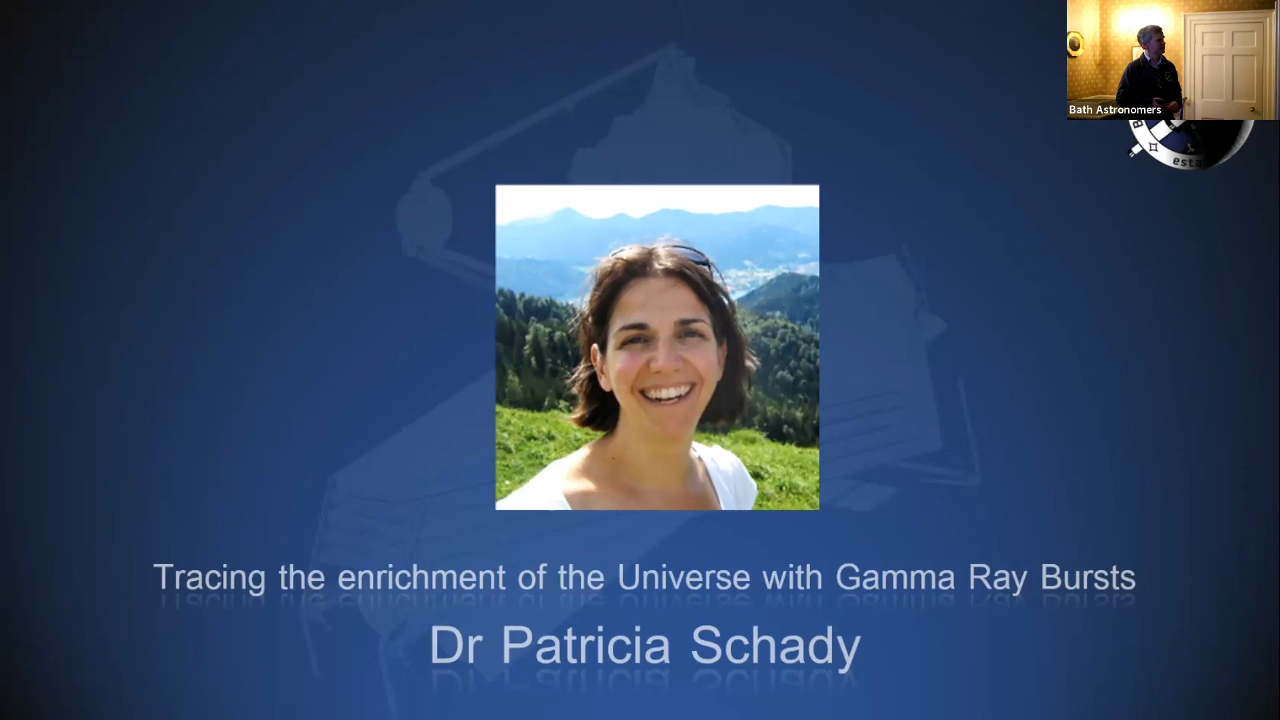 Bath Astronomers
Tracing the enrichment of the Universe with Gamma Ray Bursts
Dr Patricia Schady